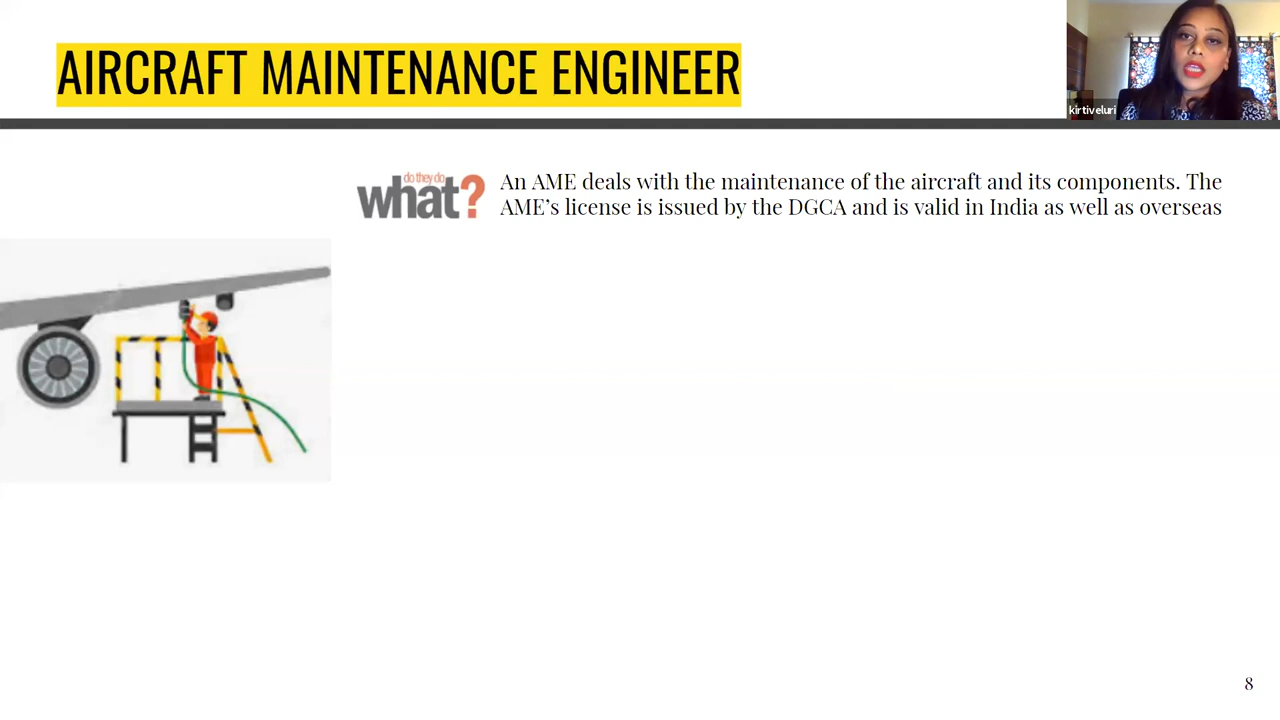 AIRCRAFT MAINTENANCE ENGINEER
kirtiveluri
do they do
what?
An AME deals with the maintenance of the aircraft and its components. The
AME’s license is issued by the DGCA and is valid in India as well as overseas
8